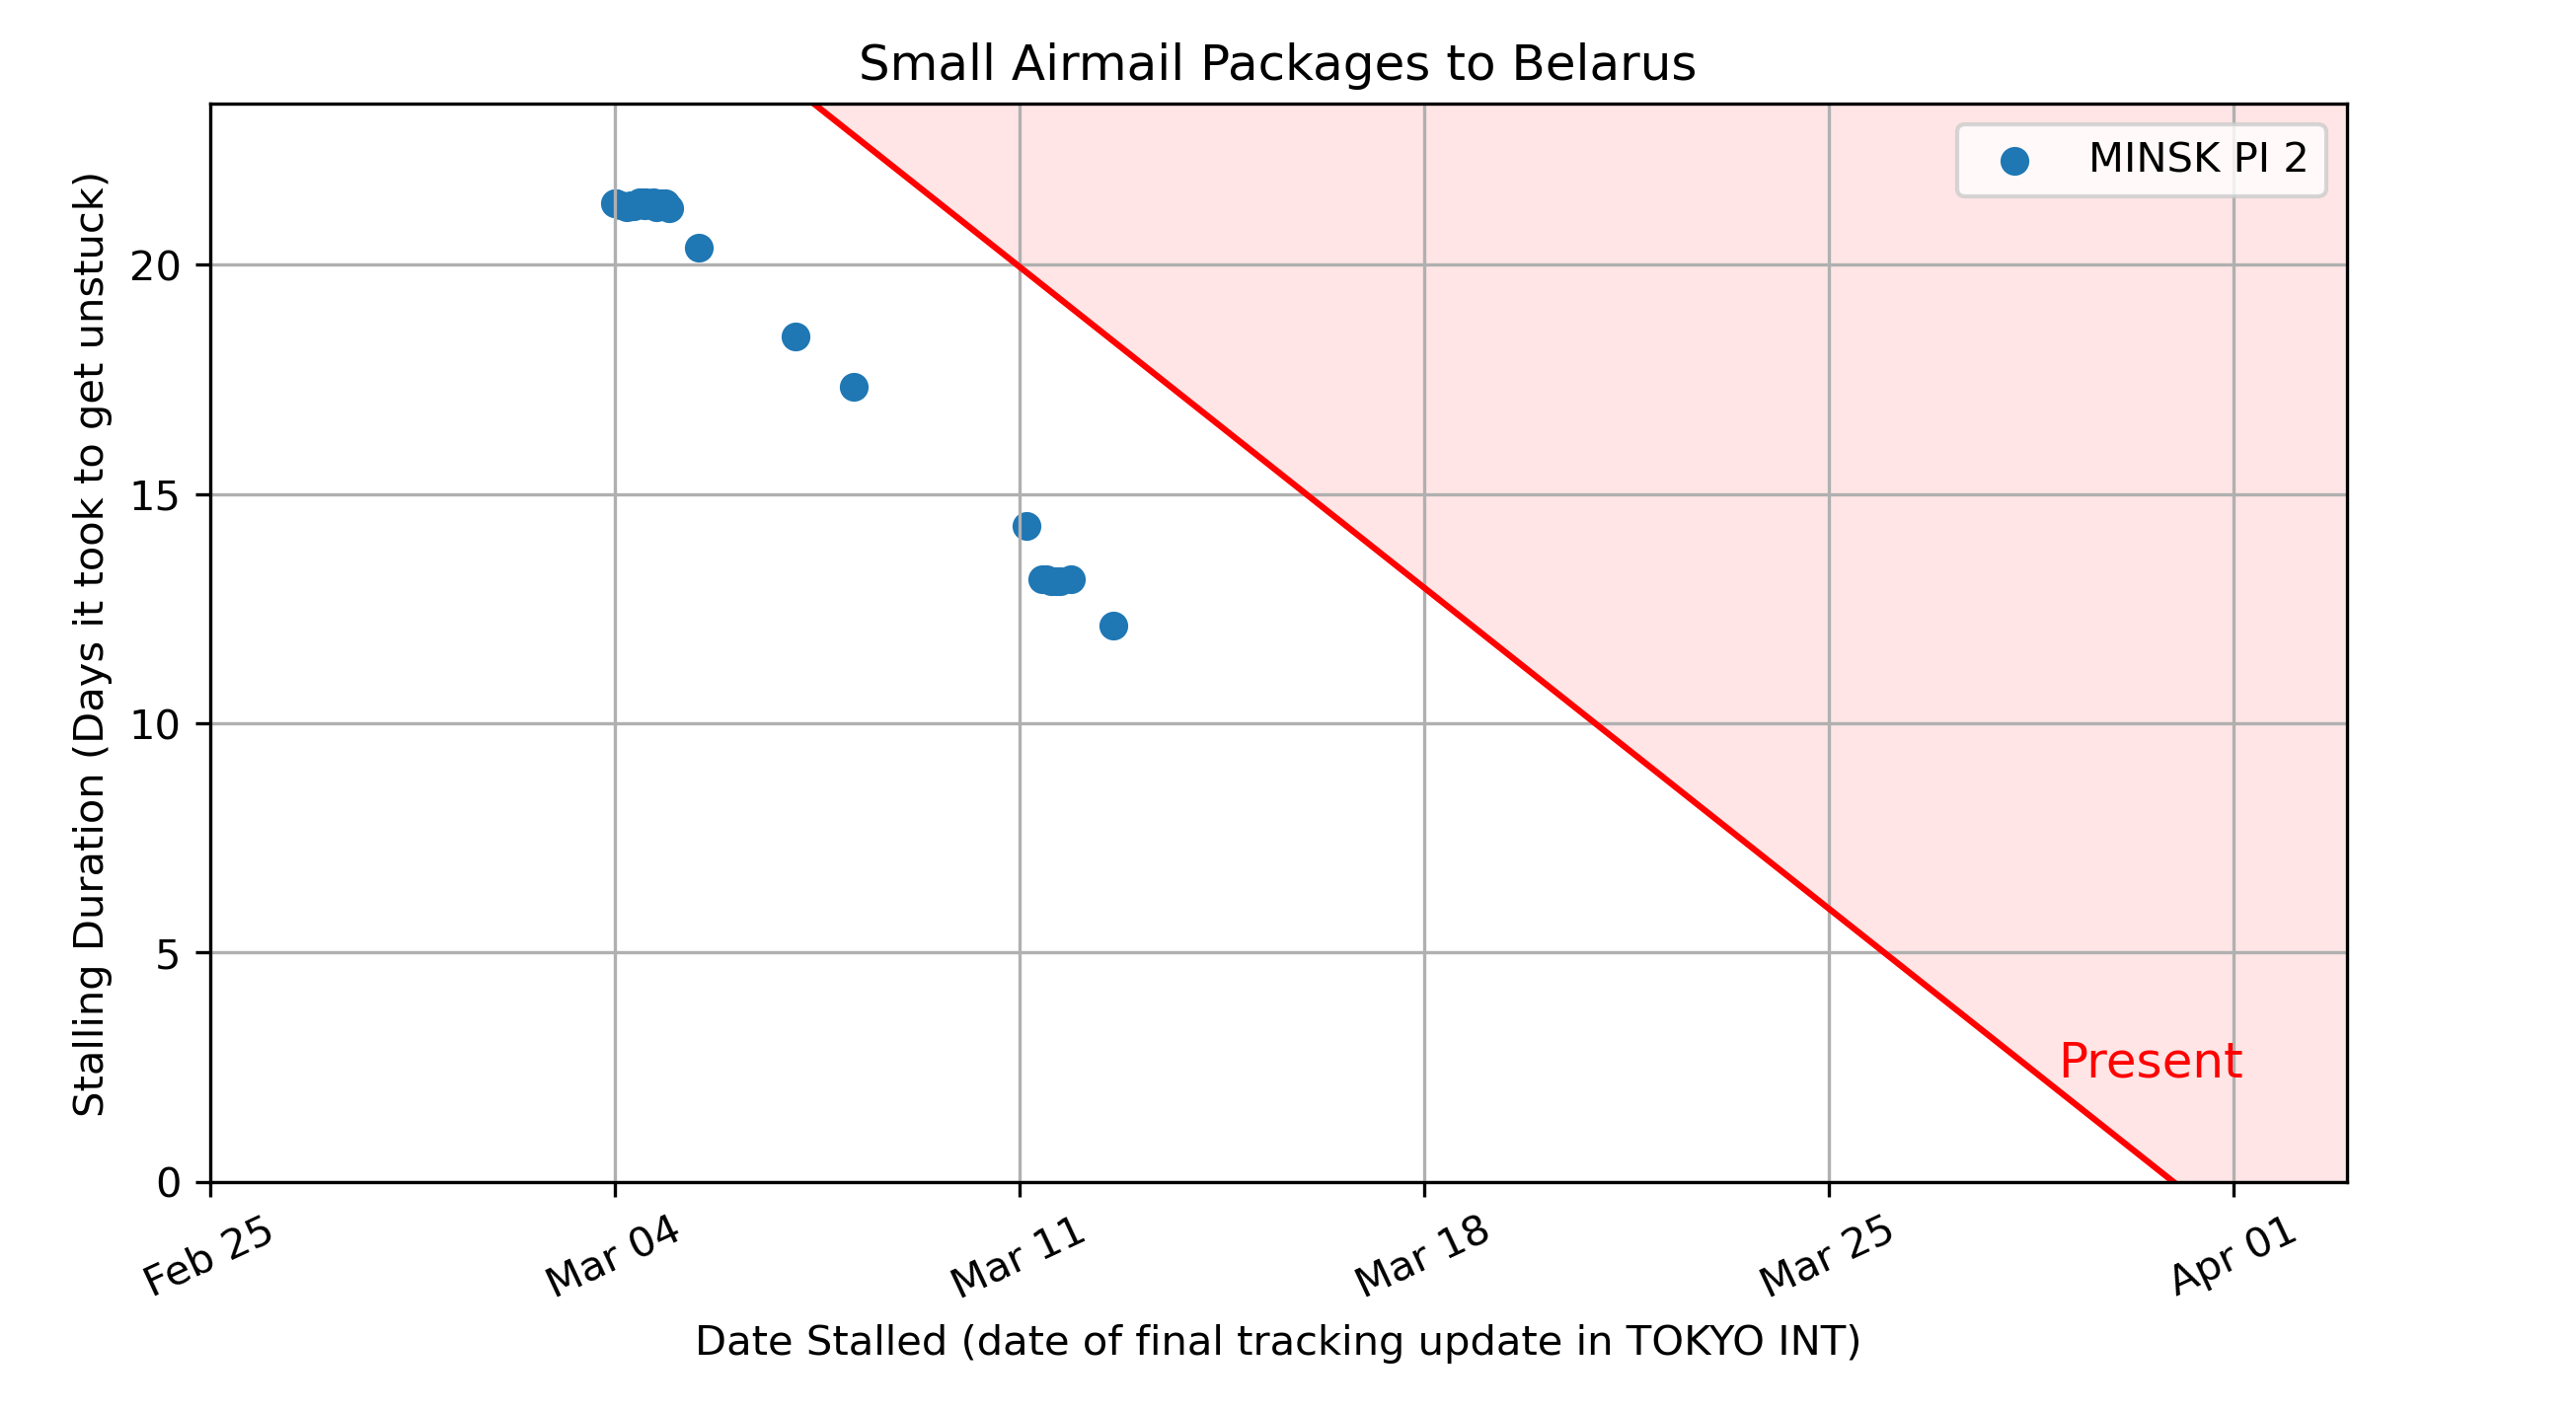 Small Airmail Packages to Belarus
MINSK PI 2
Stalling Duration (Days it took to get unstuck)
20
15
10
5
0
Present
Feb 25
Mar 04
Mar 11
Mar 18
Mar 25
Apr 01
Date Stalled (date of final tracking update in TOKYO INT)